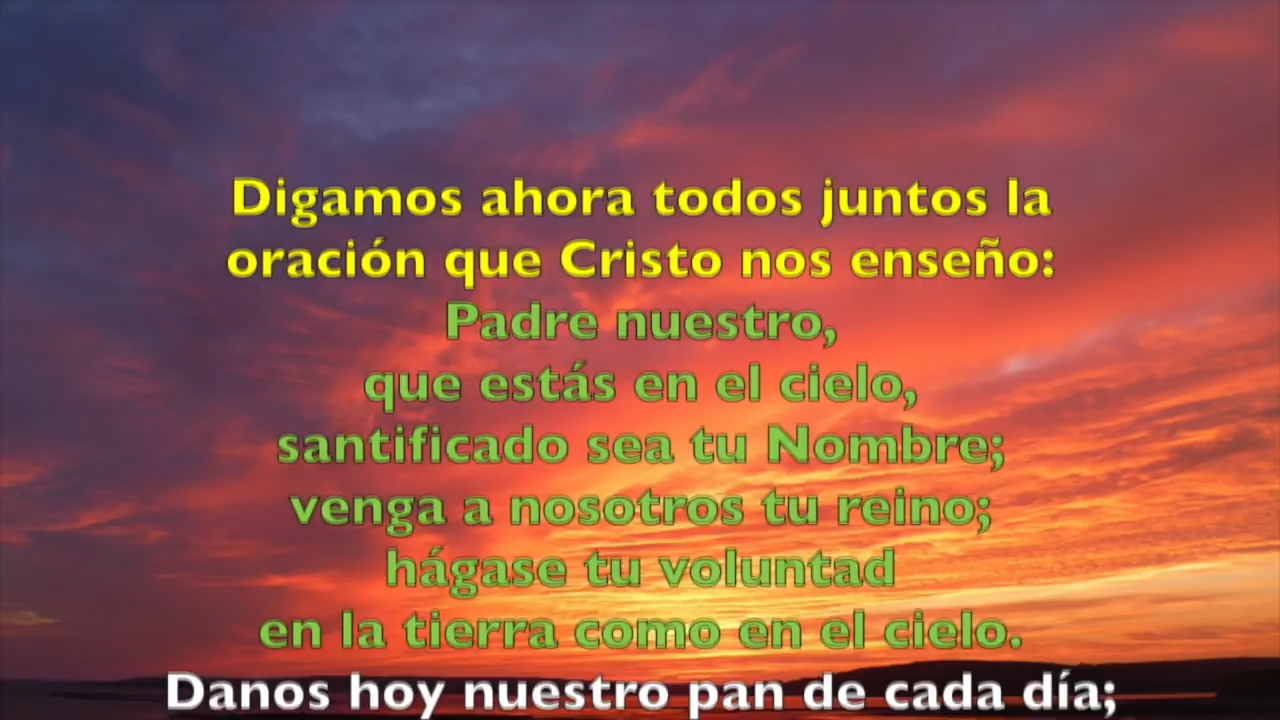 Digamos ahora todos juntos la
oración que Cristo nos enseño:
Padre nuestro,
que estás en el cielo,
santificado sea tu Nombre;
venga a nosotros tu reino;
hágase tu voluntad
en la tierra como en el cielo.
Danos hoy nuestro pan de cada día;